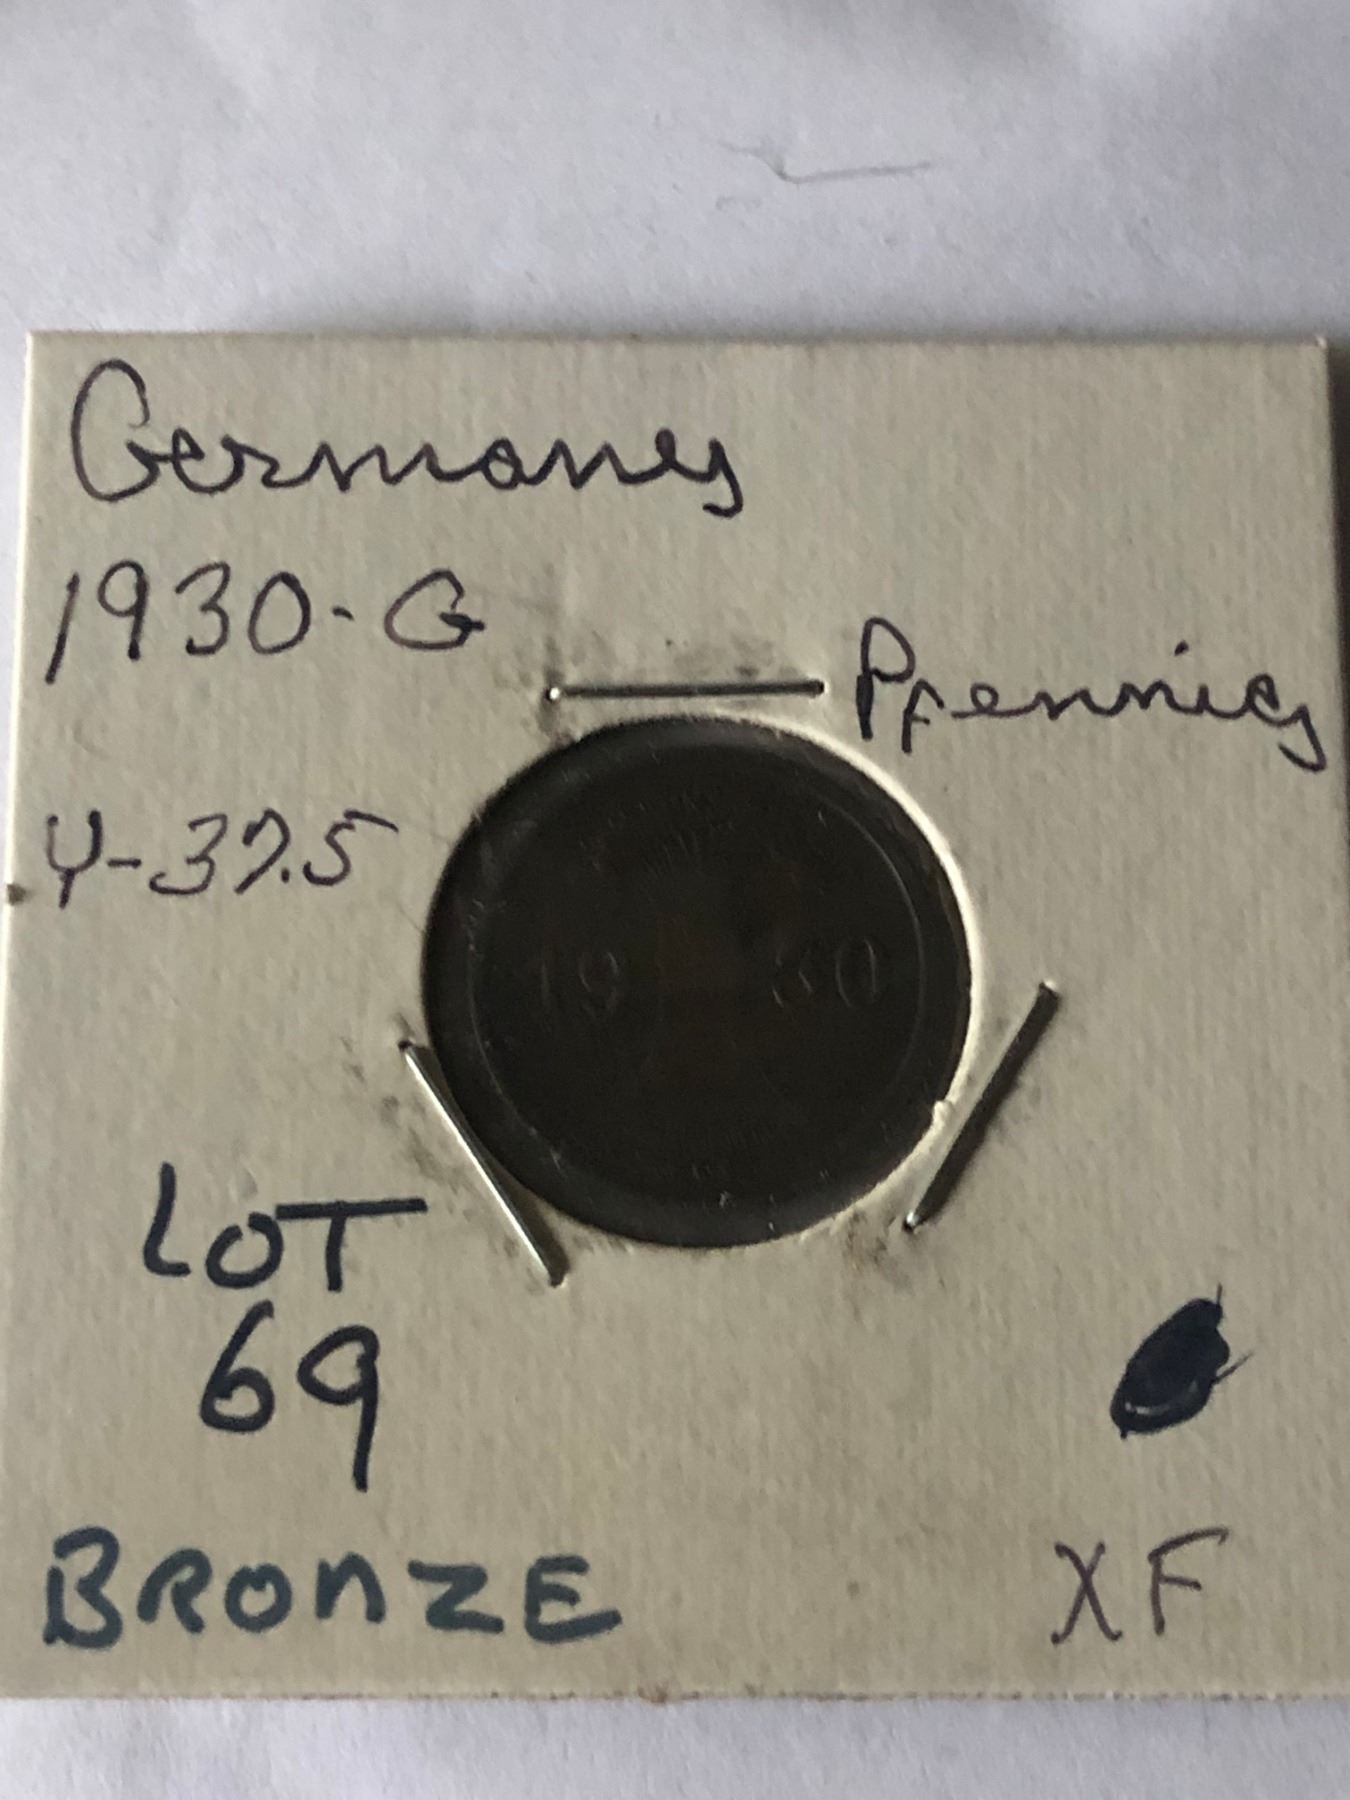 Germany
1930-G
Pfennig
Y-37.5
19 30
LOT
69
BRONZE
XF